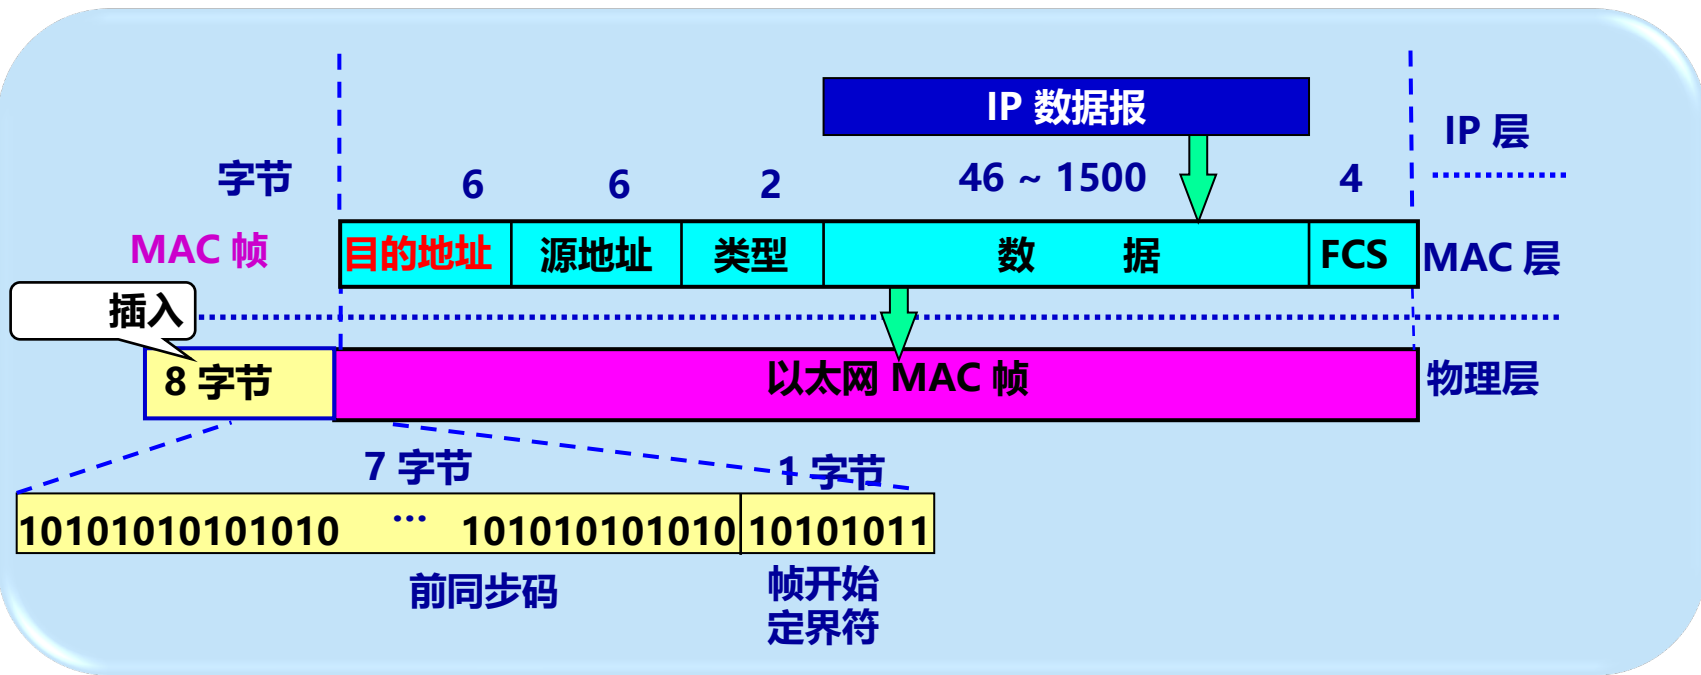 IP 数据报
IP 层
字节 6 6 2 46 ~ 1500 4
MAC 帧 目的地址 源地址 类型 数 据 FCS MAC 层
插入
8 字节 以太网 MAC 帧 物理层
7 字节 1 字节
10101010101010 ... 101010101010 10101011
前同步码 帧开始
定界符